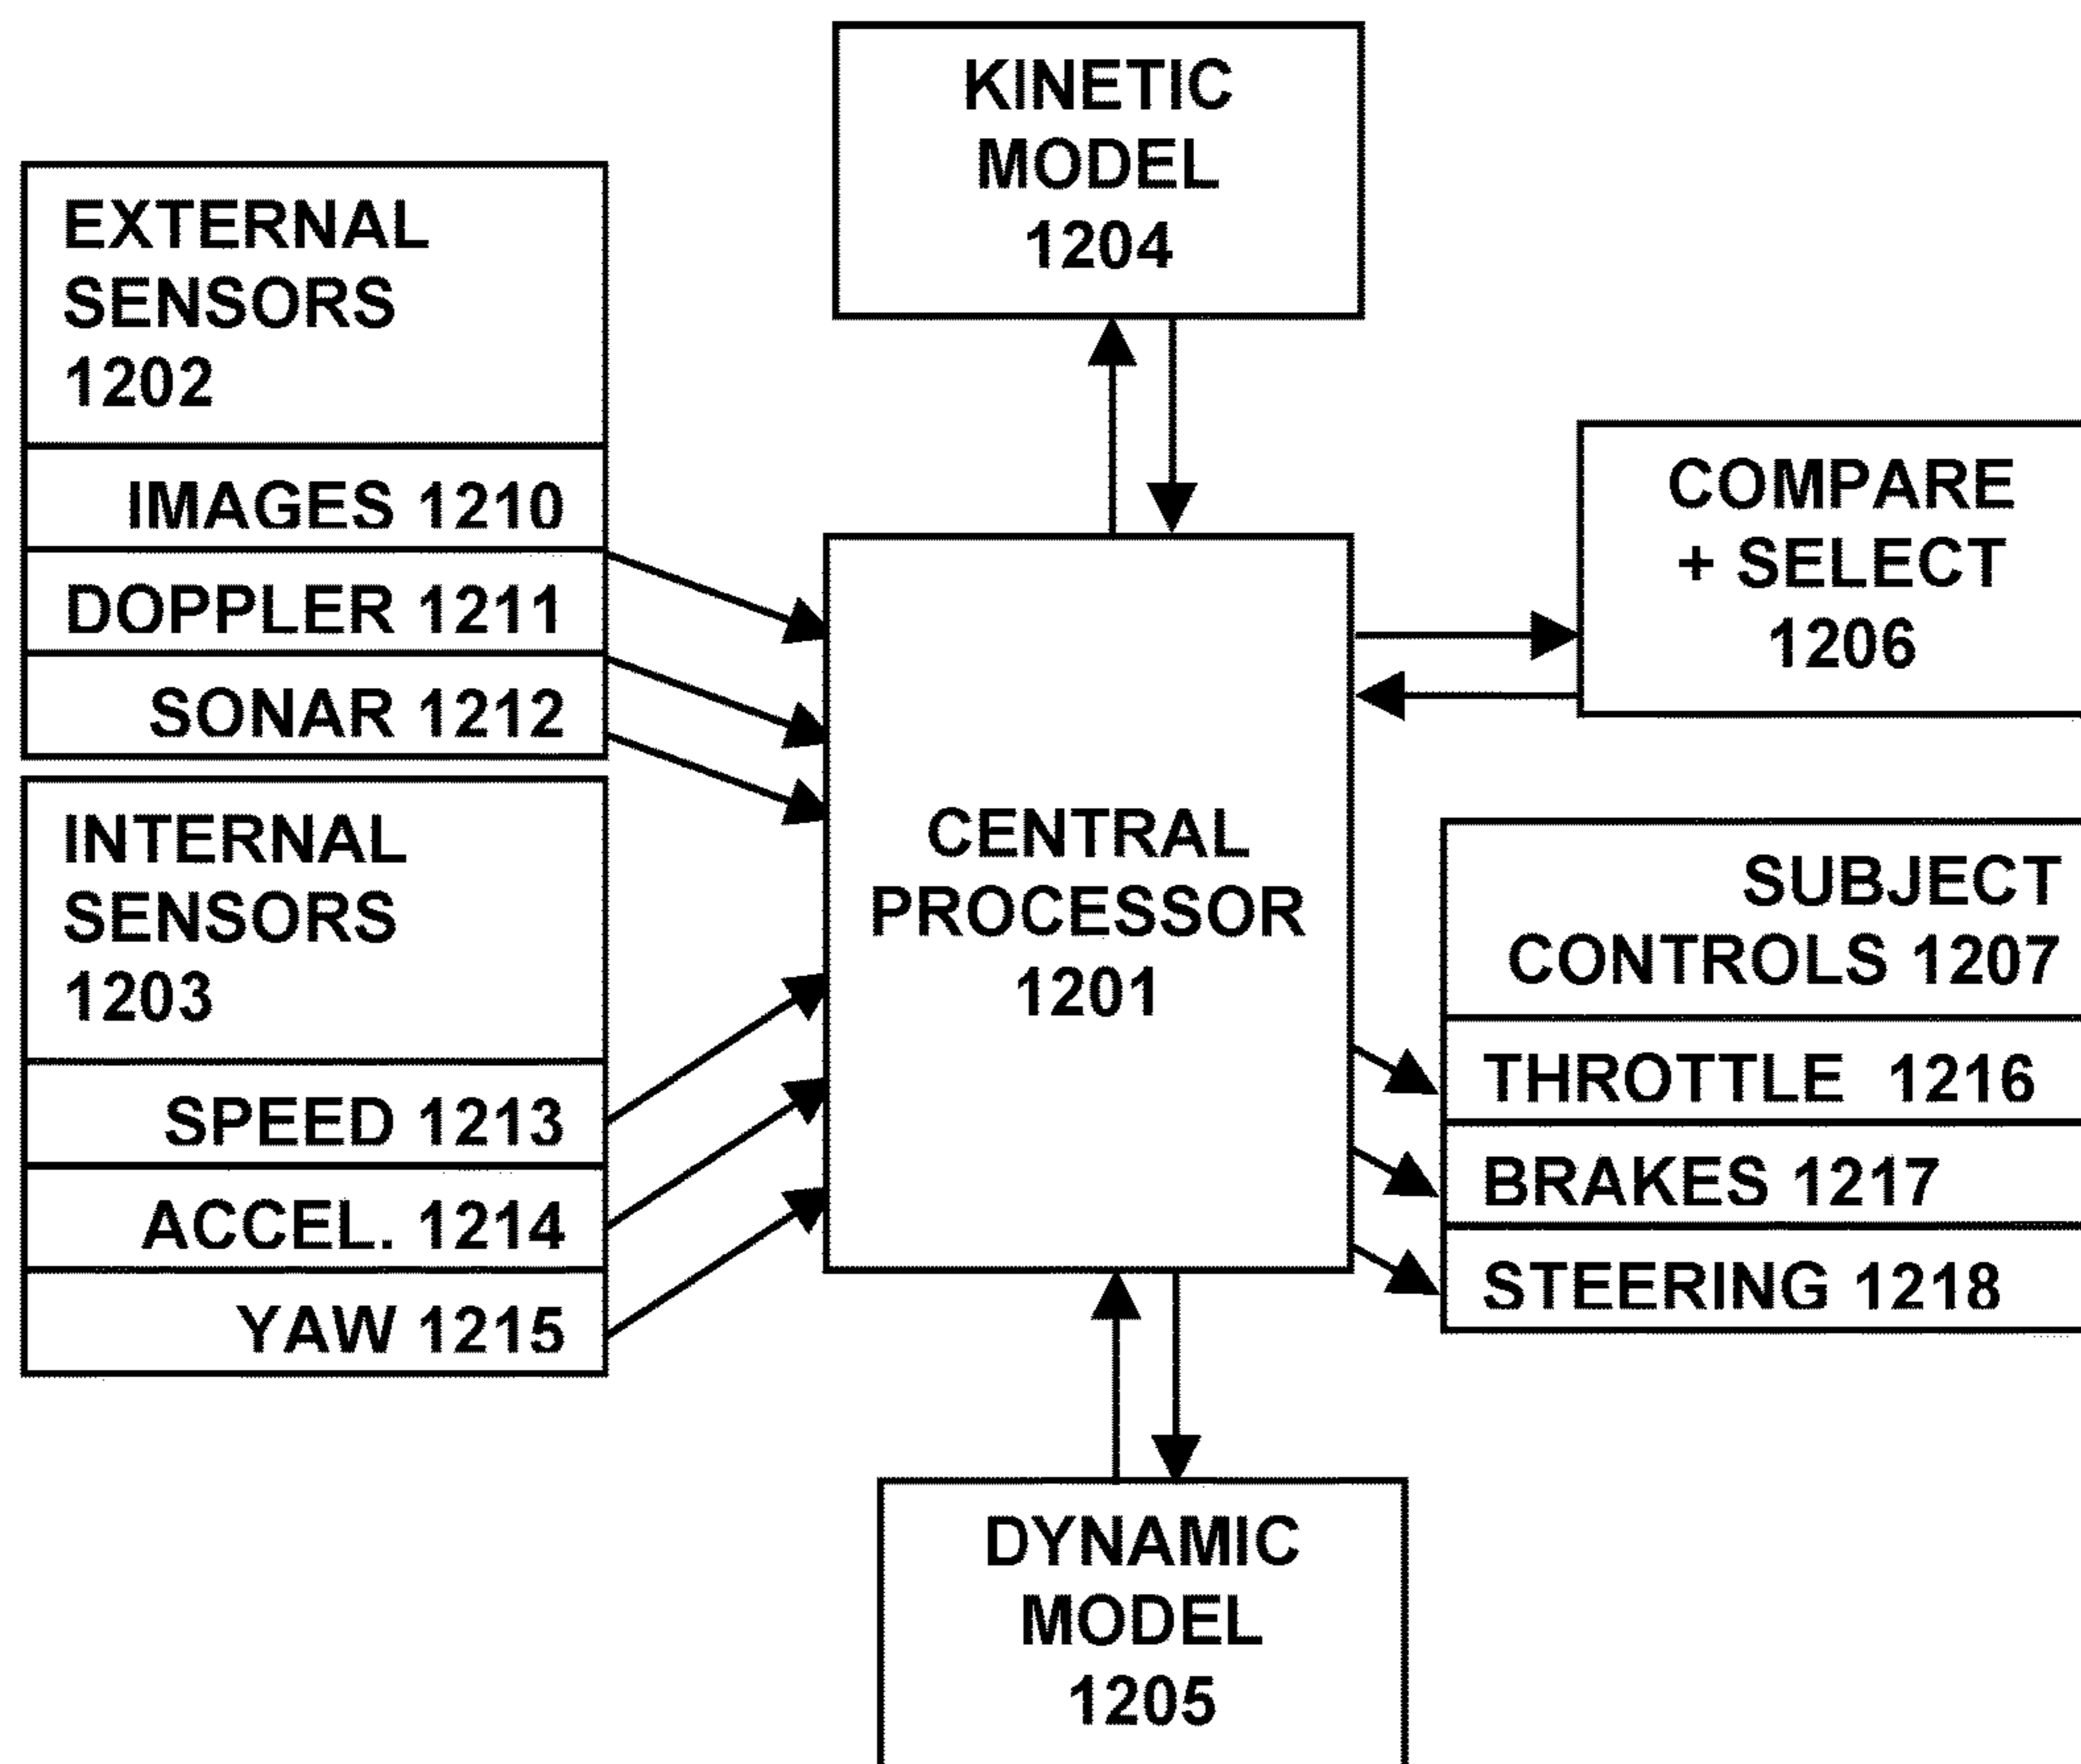 KINETIC
MODEL
1204
EXTERNAL
SENSORS
1202
IMAGES 1210
DOPPLER 1211
SONAR 1212
COMPARE
+ SELECT
1206
INTERNAL
SENSORS
1203
SPEED 1213
ACCEL. 1214
YAW 1215
CENTRAL
PROCESSOR
1201
SUBJECT
CONTROLS 1207
THROTTLE 1216
BRAKES 1217
STEERING 1218
DYNAMIC
MODEL
1205